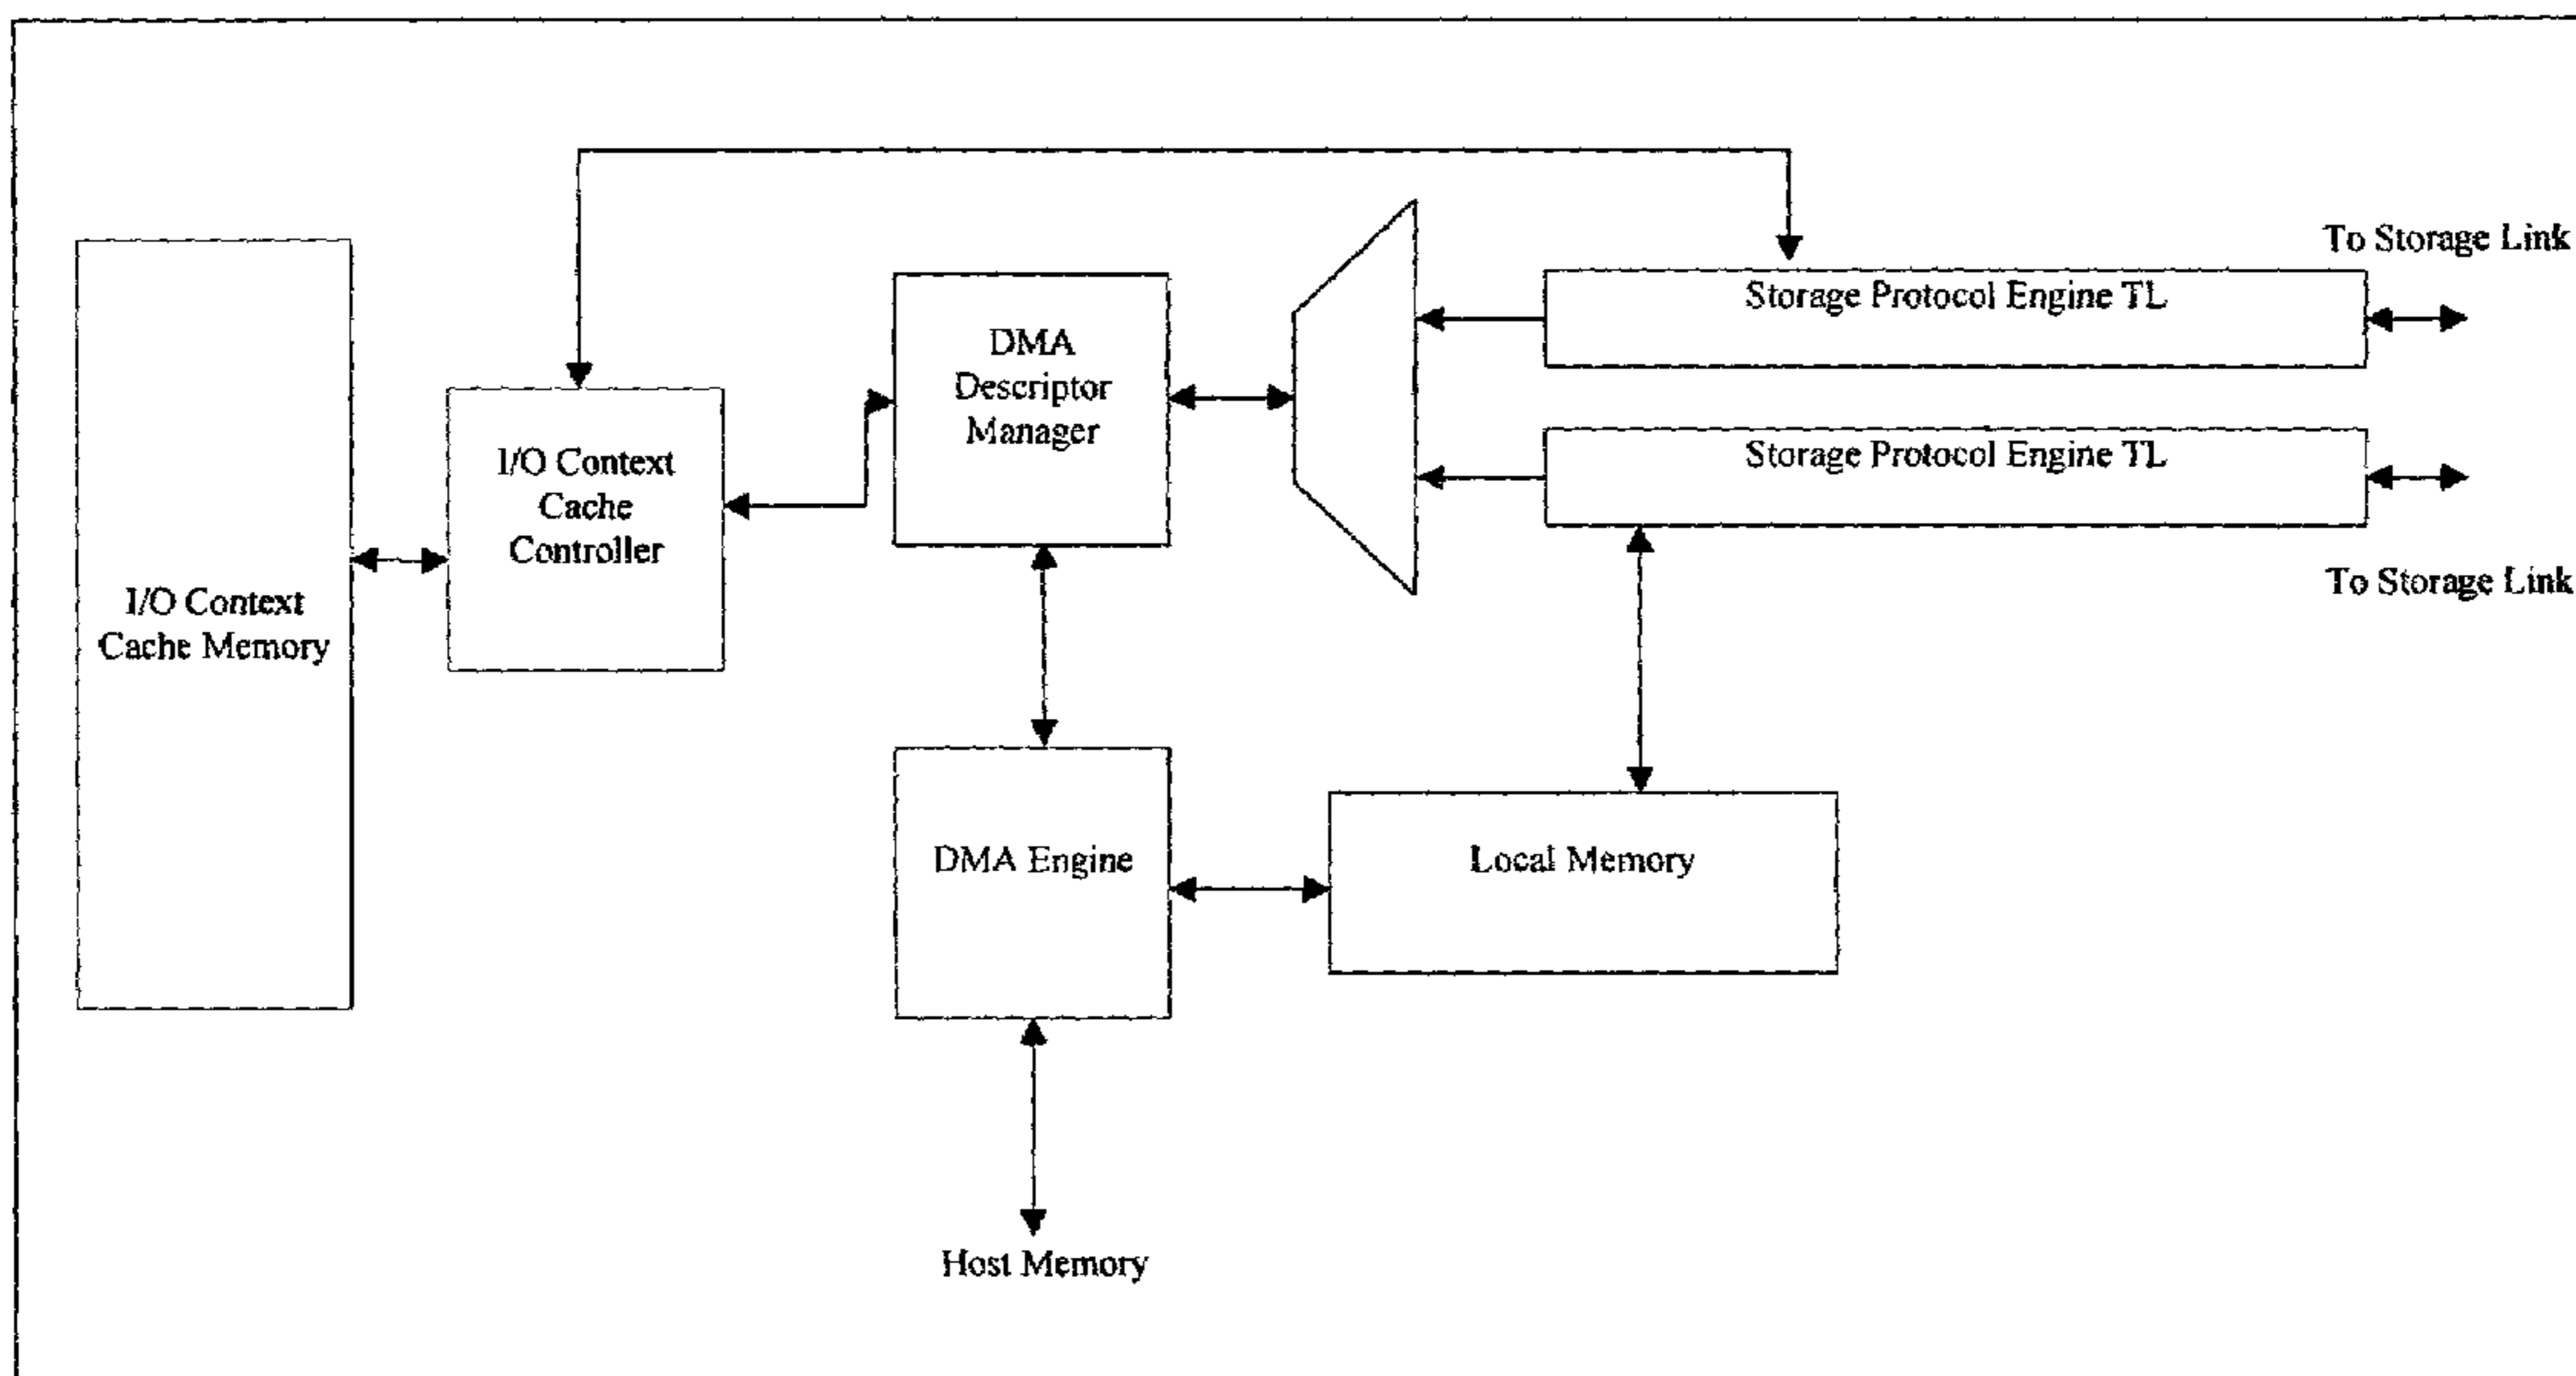 To Storage Link
Storage Protocol Engine TL
DMA
Descriptor
Manager
I/O Context
Cache
Controller
Storage Protocol Engine TL
To Storage Link
I/O Context
Cache Memory
DMA Engine
Local Memory
Host Memory